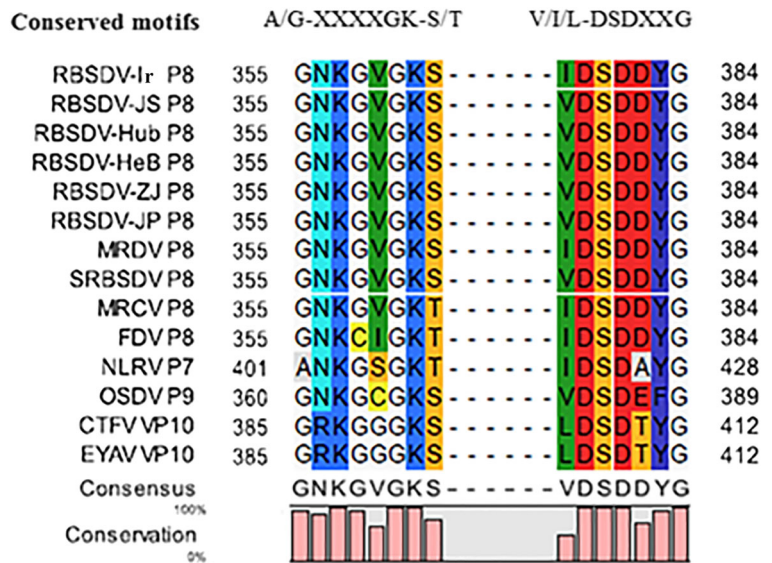 Conserved motifs A/G-XXXXGK-S/T V/I/L-DSDXXG
RBSDV-Ir P8 355 GNKGVGKS------IDSDDYG 384
RBSDV-JS P8 355 GNKGVGKS------VDSDDYG 384
RBSDV-Hub P8 355 GNKGVGKS------VDSDDYG 384
RBSDV-HeB P8 355 GNKGVGKS------VDSDDYG 384
RBSDV-ZJ P8 355 GNKGVGKS------VDSDDYG 384
RBSDV-JP P8 355 GNKGVGKS------VDSDDYG 384
MRDV P8 355 GNKGVGKS------IDSDDYG 384
SRBSDV P8 355 GNKGVGKS------VDSDDYG 384
MRCV P8 355 GNKGVGKT------IDSDDYG 384
FDV P8 355 GNKCIGKT------IDSDDYG 384
NLRV P7 401 ANKGSGKT------IDSDAYG 428
OSDV P9 360 GNKGCGKS------VDSDEFG 389
CTFV VP10 385 GRKGGGKS------LDSDTYG 412
EYAV VP10 385 GRKGGGKS------LDSDTYG 412
Consensus GNKGVGKS------VDSDDYG
100%
Conservation
0%